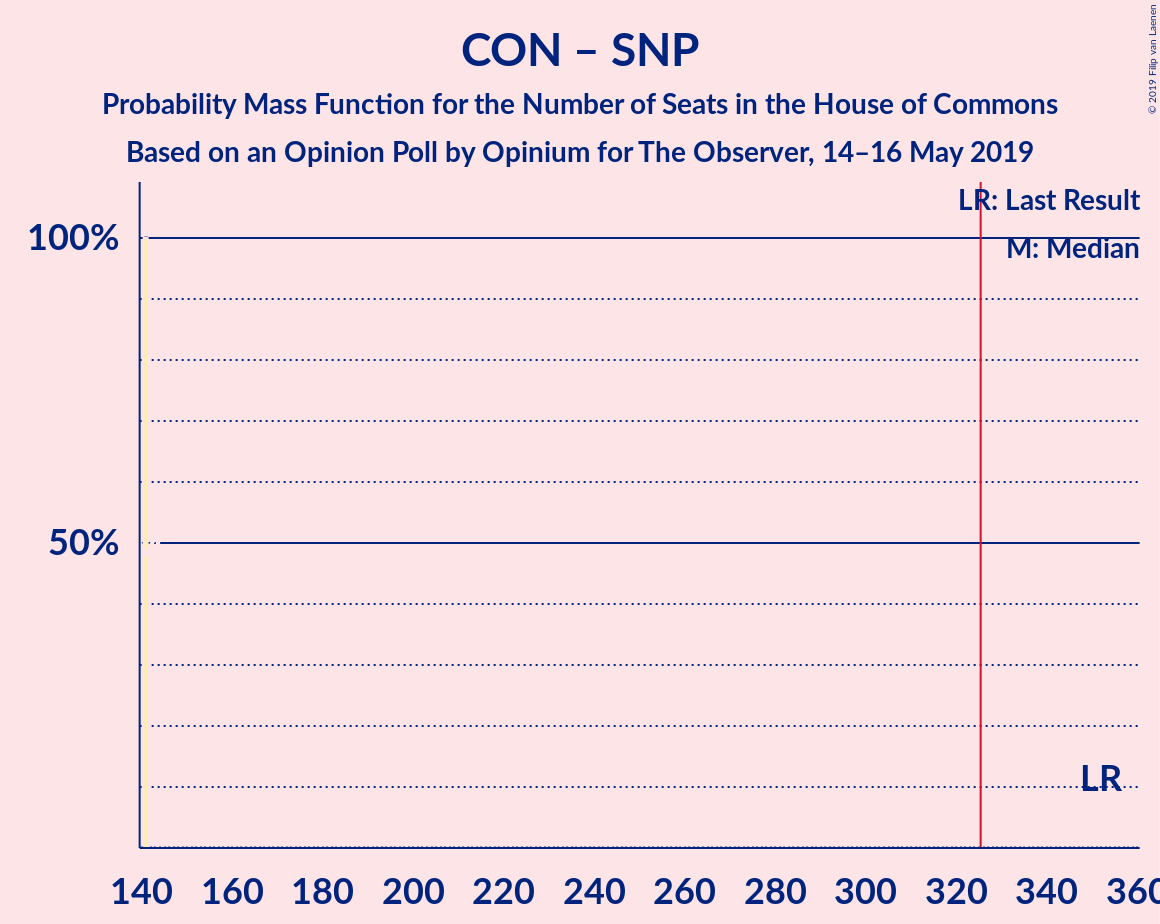 CON – SNP
Probability Mass Function for the Number of Seats in the House of Commons
Based on an Opinion Poll by Opinium for The Observer, 14–16 May 2019
© 2019 Filip van Laenen
LR: Last Result
M: Median
100%
50%
LR
140 160 180 200 220 240 260 280 300 320 340 360